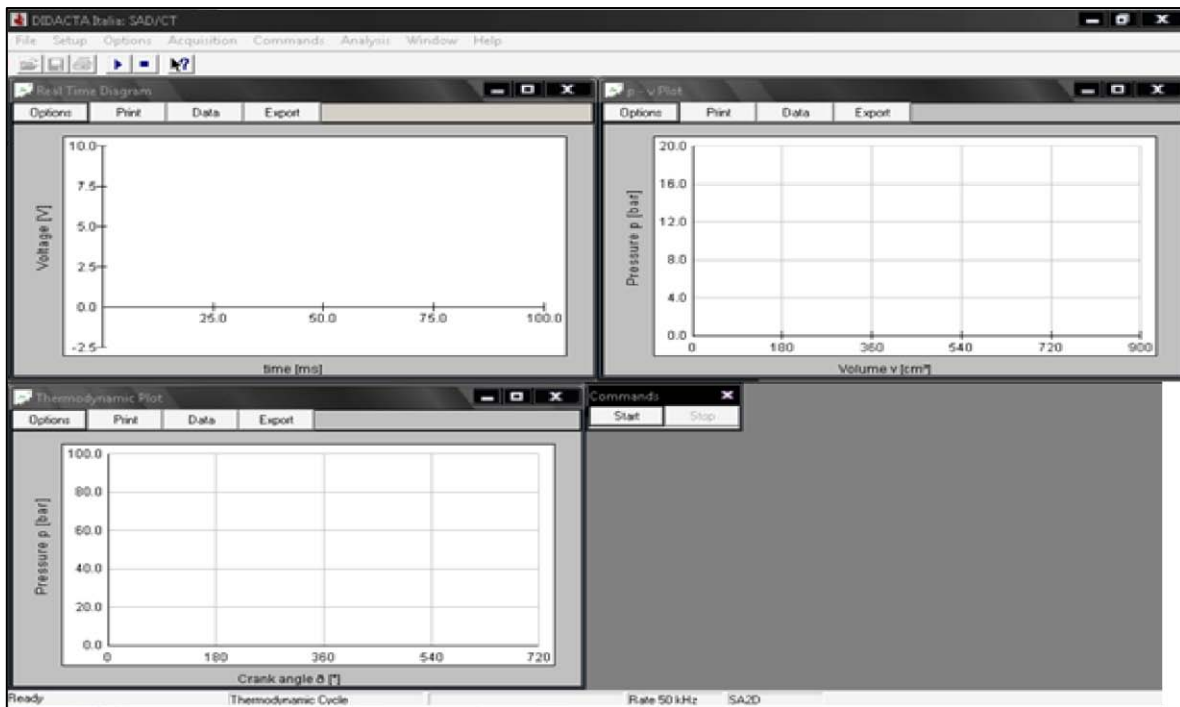 DIDACTA Italia: SAD/CT
File Setup Options Acquisition Commands Analysis Window Help
Real Time Diagram
Options Print Data Export
Voltage [V]
10.0
7.5
5.0
2.5
0.0
-2.5
25.0 50.0 75.0 100.0
time [ms]
p - v Plot
Options Print Data Export
Pressure p [bar]
20.0
16.0
12.0
8.0
4.0
0.0
0 180 360 540 720 900
Volume v [cm³]
Thermodynamic Plot
Options Print Data Export
Pressure p [bar]
100.0
80.0
60.0
40.0
20.0
0.0
0 180 360 540 720
Crank angle ϑ [°]
Commands
Start Stop
Ready Thermodynamic Cycle Rate 50 kHz SA2D